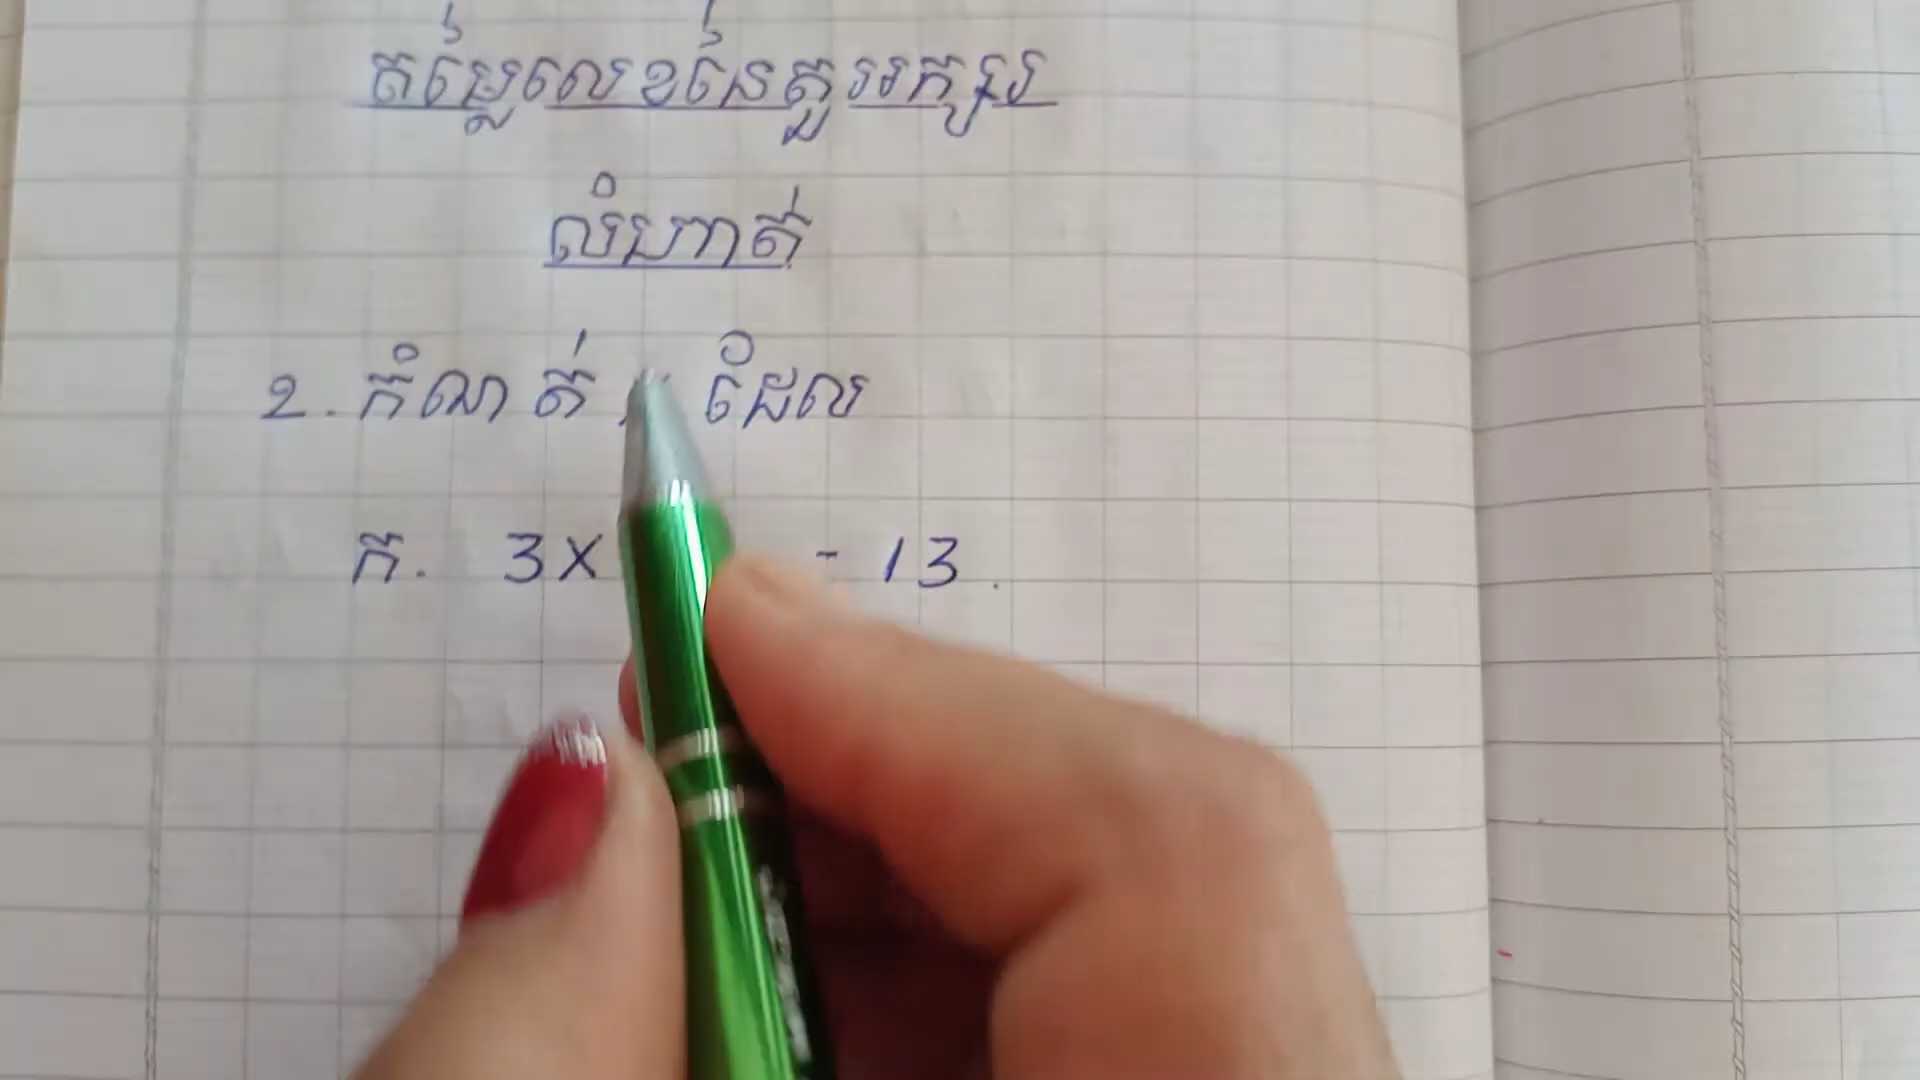 តម្លៃលេខនៃតួអក្សរ
លំហាត់
2. កំណត់ ដែល
ក. 3x = 13.